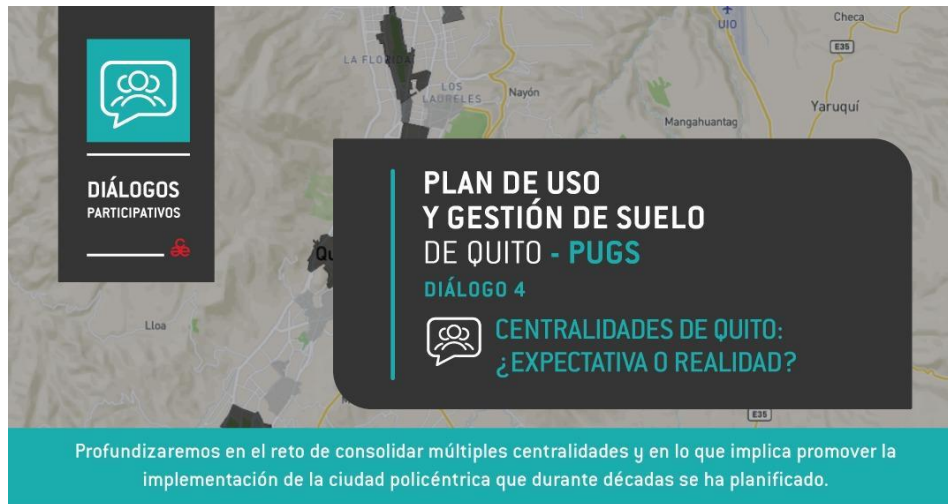 UIO
Checa
E35
LA FLORIDA
LOS
LAURELES
Nayón
Mangahuantag
Yaruquí
DIÁLOGOS
PARTICIPATIVOS
PLAN DE USO
Y GESTIÓN DE SUELO
DE QUITO - PUGS
DIÁLOGO 4
CENTRALIDADES DE QUITO:
¿EXPECTATIVA O REALIDAD?
Lloa
E35
Profundizaremos en el reto de consolidar múltiples centralidades y en lo que implica promover la
implementación de la ciudad policéntrica que durante décadas se ha planificado.